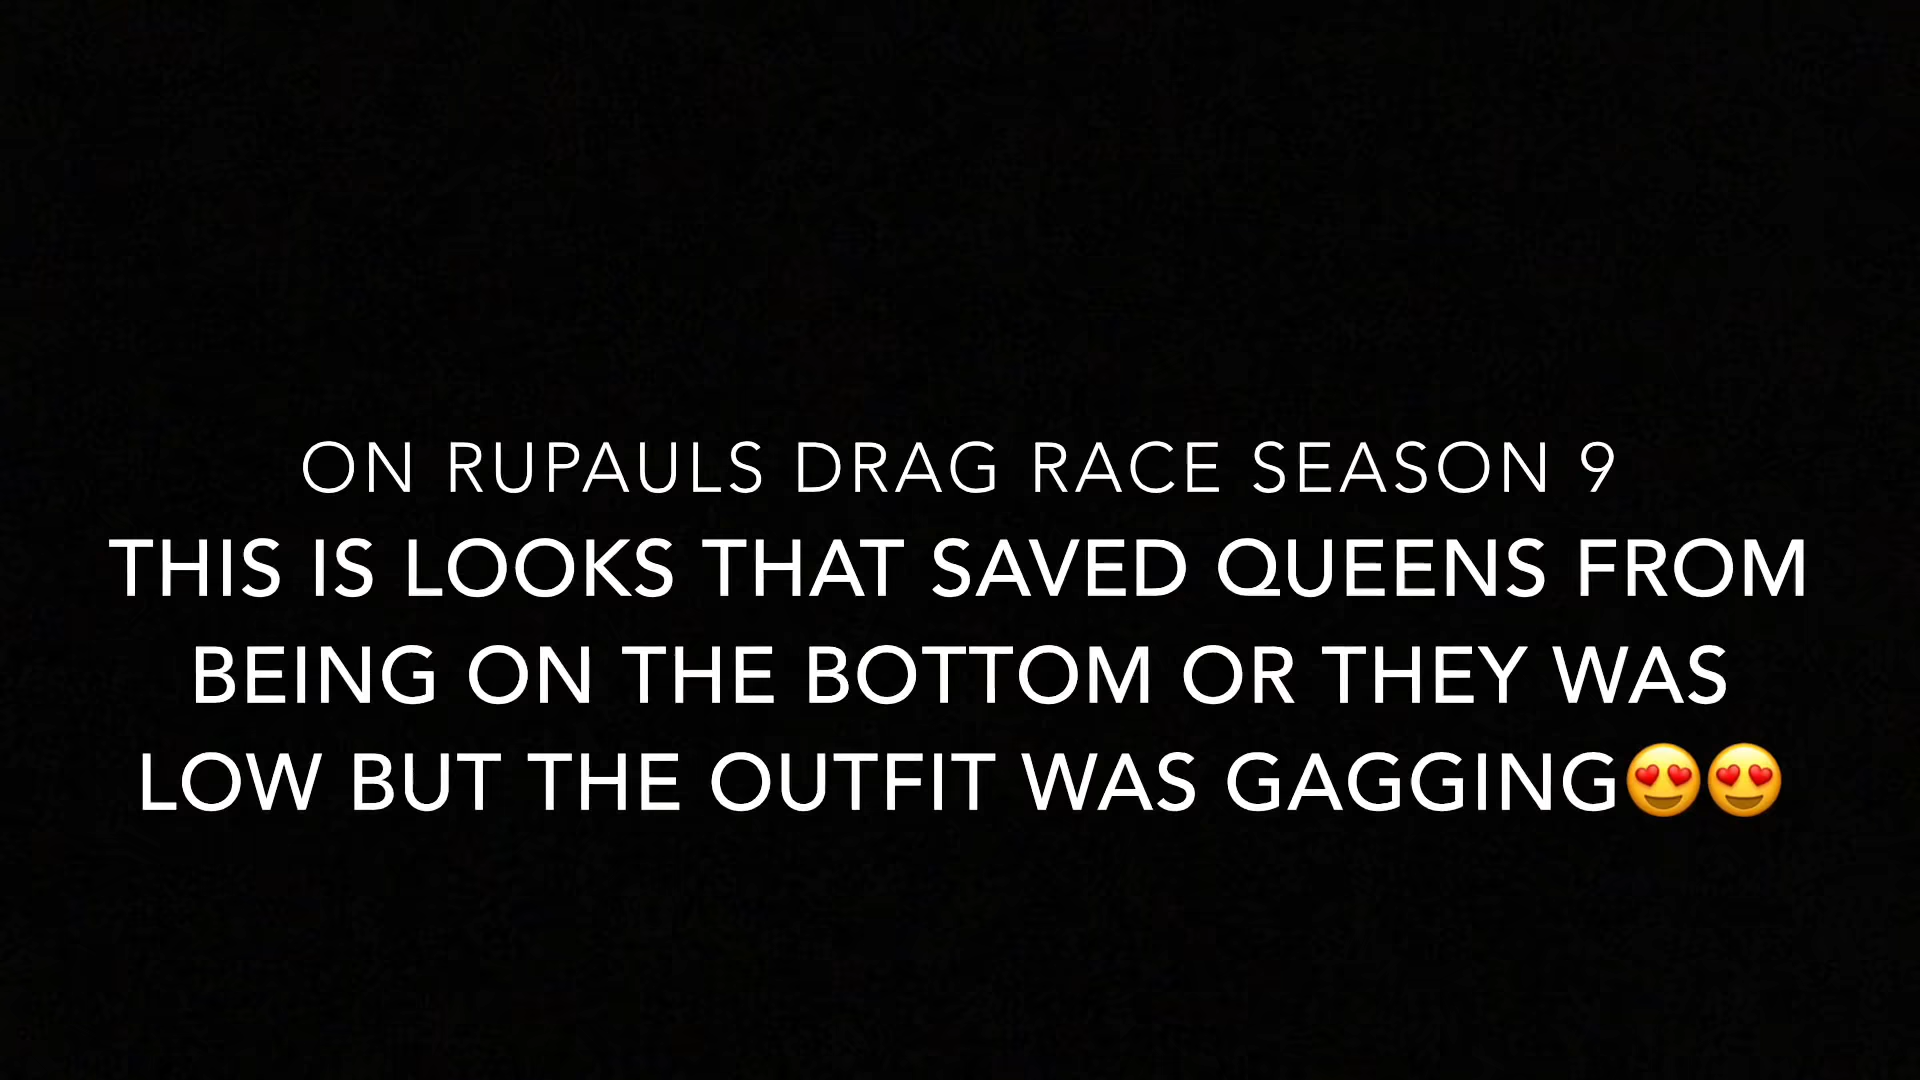 ON RUPAULS DRAG RACE SEASON 9
THIS IS LOOKS THAT SAVED QUEENS FROM
BEING ON THE BOTTOM OR THEY WAS
LOW BUT THE OUTFIT WAS GAGGING😍😍